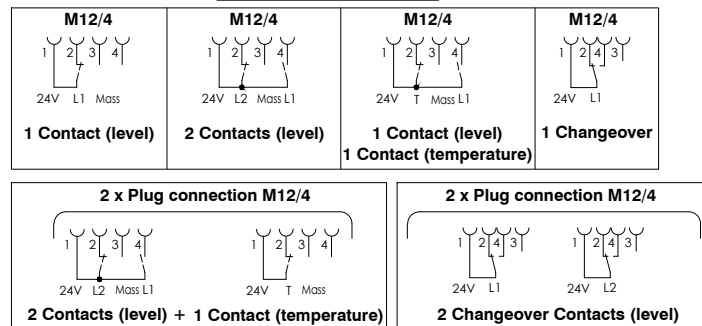 M12/4
1 2 3 4
24V L1 Mass
1 Contact (level)
M12/4
1 2 3 4
24V L2 Mass L1
2 Contacts (level)
M12/4
1 2 3 4
24V T Mass L1
1 Contact (level)
1 Contact (temperature)
M12/4
1 2 4 3
24V L1
1 Changeover
2 x Plug connection M12/4
1 2 3 4
24V L2 Mass L1
1 2 3 4
24V T Mass
2 Contacts (level) + 1 Contact (temperature)
2 x Plug connection M12/4
1 2 4 3
24V L1
1 2 4 3
24V L2
2 Changeover Contacts (level)